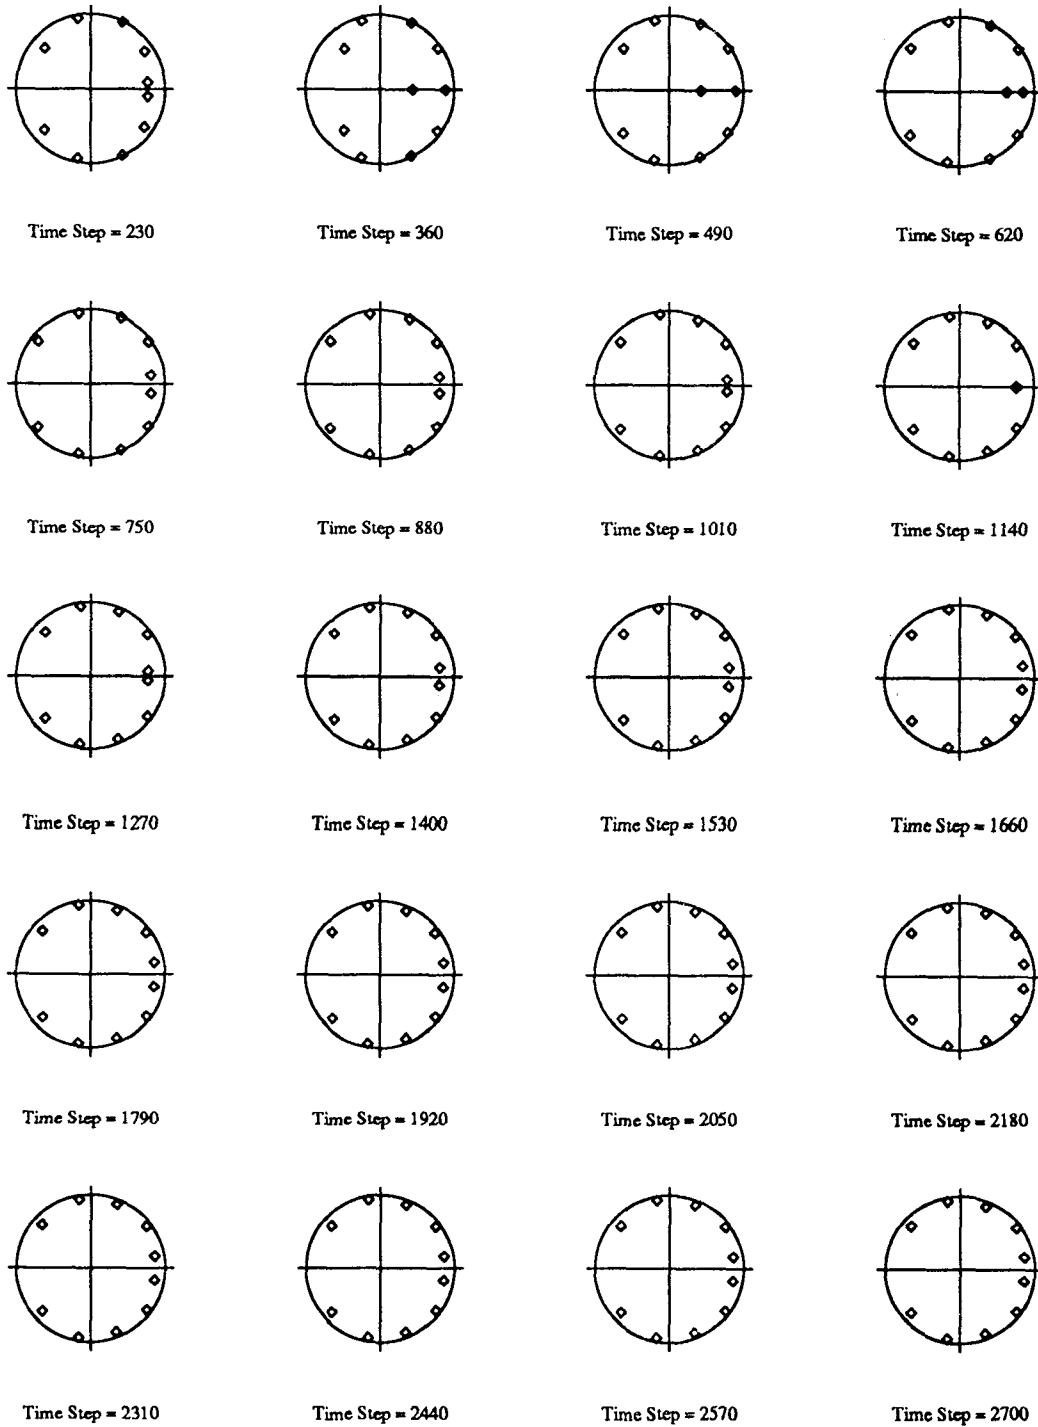 Time Step = 230
Time Step = 360
Time Step = 490
Time Step = 620
Time Step = 750
Time Step = 880
Time Step = 1010
Time Step = 1140
Time Step = 1270
Time Step = 1400
Time Step = 1530
Time Step = 1660
Time Step = 1790
Time Step = 1920
Time Step = 2050
Time Step = 2180
Time Step = 2310
Time Step = 2440
Time Step = 2570
Time Step = 2700